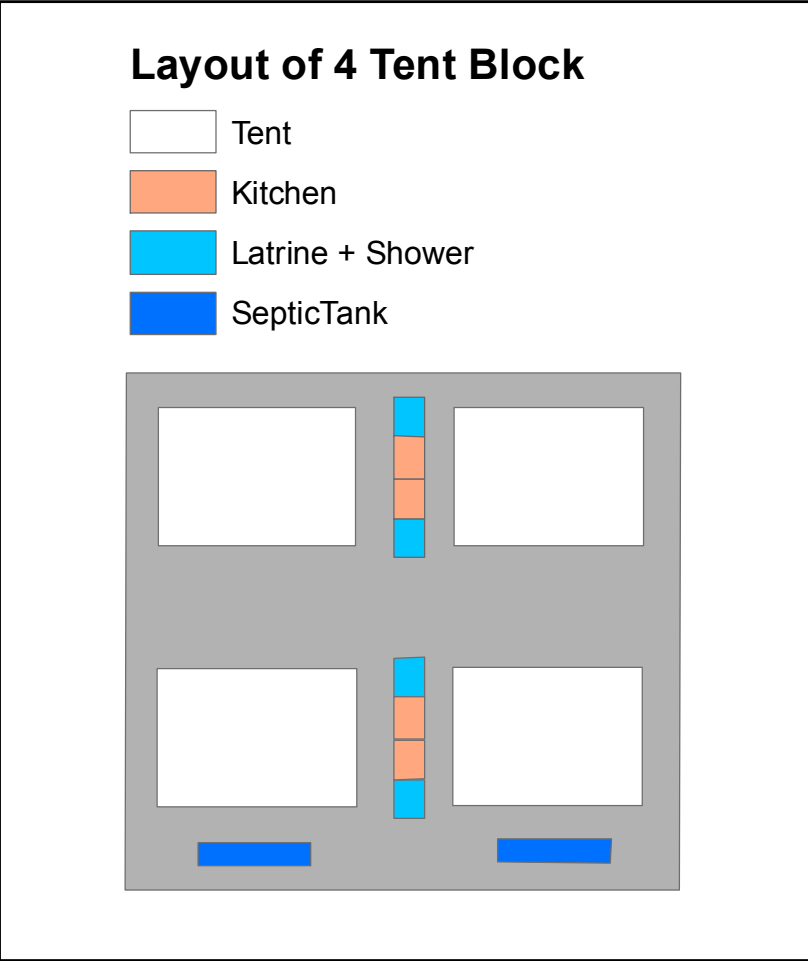 Layout of 4 Tent Block
Tent
Kitchen
Latrine + Shower
SepticTank